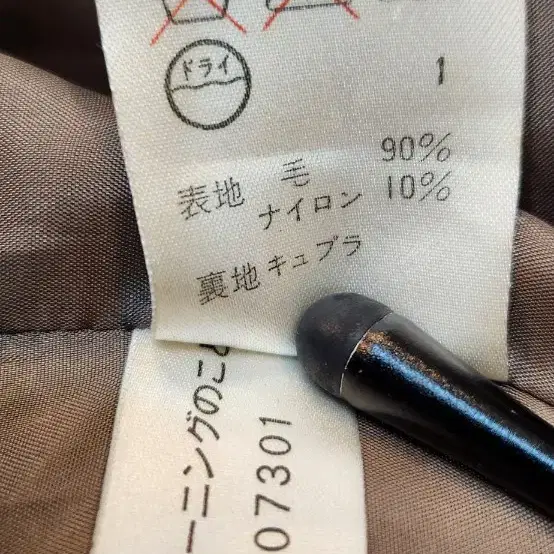 ドライ
1
表地 毛 90%
ナイロン 10%
裏地 キュプラ
ーニングのこと
07301